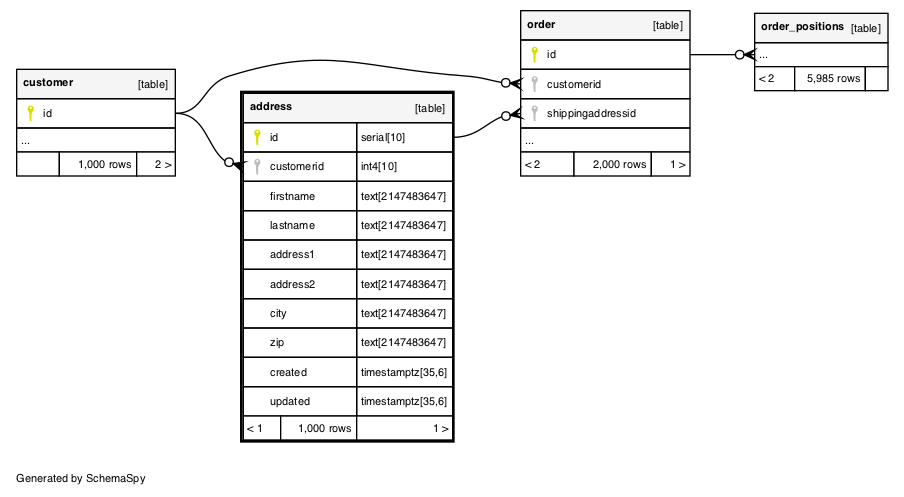 customer [table]
id
...
1,000 rows 2 >
address [table]
id serial[10]
customerid int4[10]
firstname text[2147483647]
lastname text[2147483647]
address1 text[2147483647]
address2 text[2147483647]
city text[2147483647]
zip text[2147483647]
created timestamptz[35,6]
updated timestamptz[35,6]
< 1 1,000 rows 1 >
order [table]
id
customerid
shippingaddressid
...
< 2 2,000 rows 1 >
order_positions [table]
...
< 2 5,985 rows
Generated by SchemaSpy